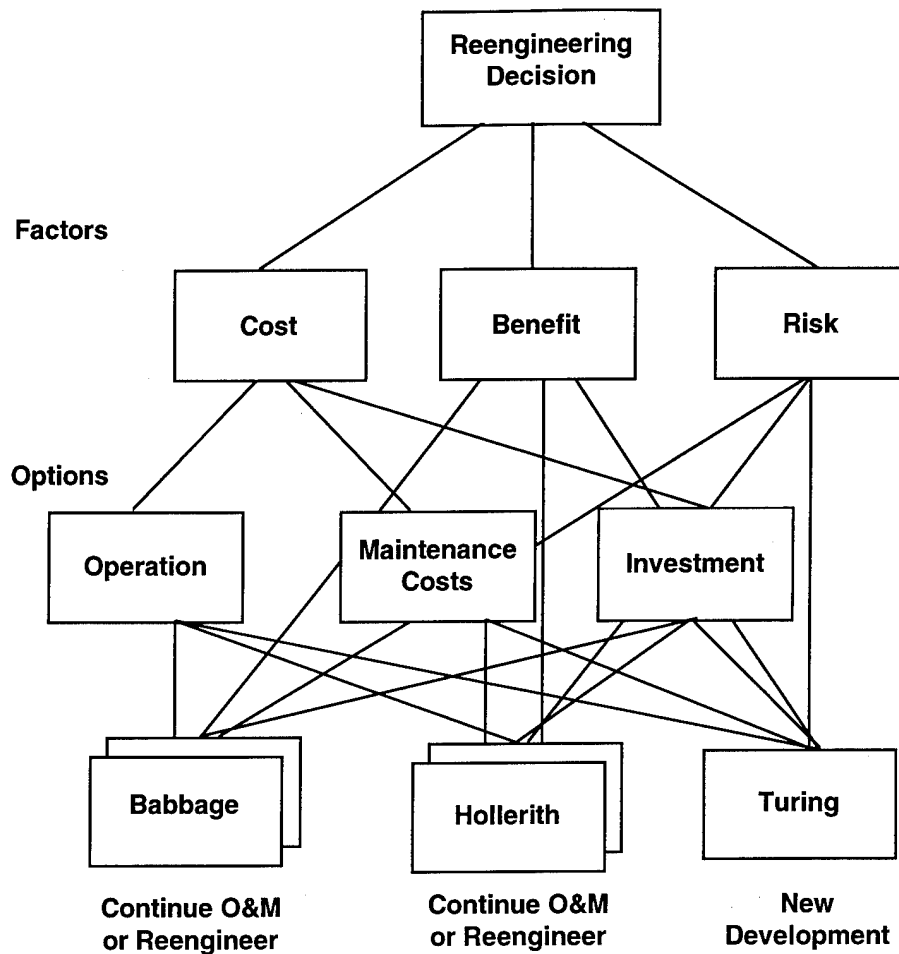 Reengineering
Decision
Factors
Cost
Benefit
Risk
Options
Operation
Maintenance
Costs
Investment
Babbage
Hollerith
Turing
Continue O&M
or Reengineer
Continue O&M
or Reengineer
New
Development